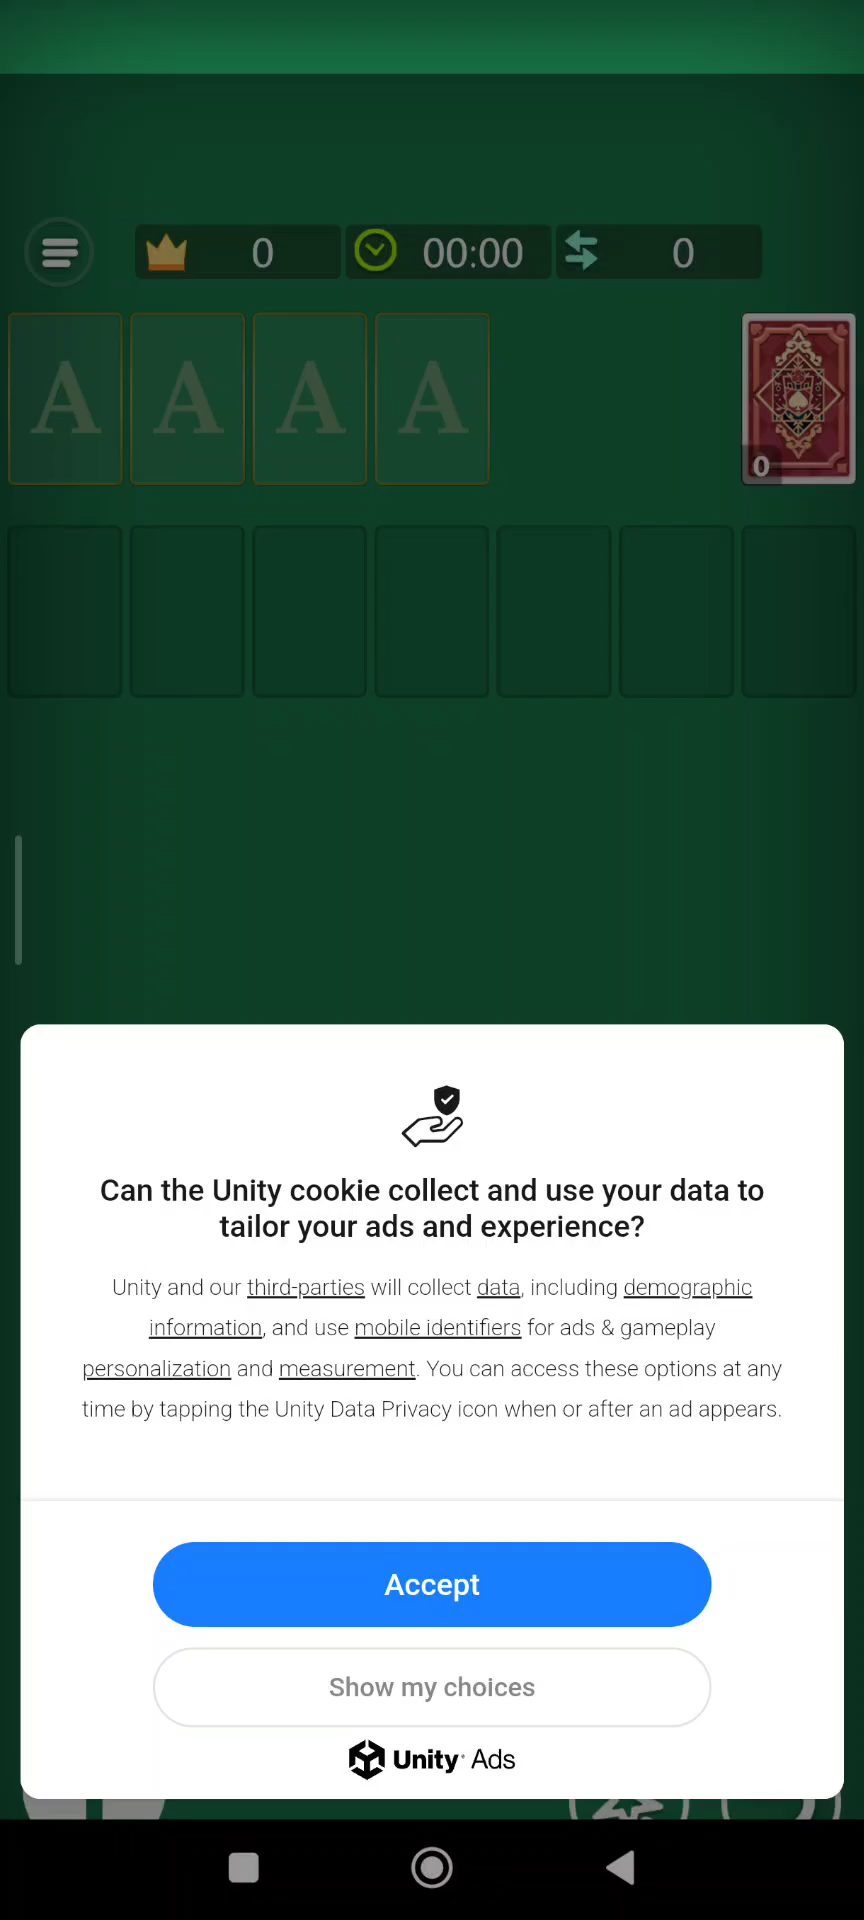 0 00:00 0
A A A A
0
Can the Unity cookie collect and use your data to
tailor your ads and experience?
Unity and our third-parties will collect data, including demographic
information, and use mobile identifiers for ads & gameplay
personalization and measurement. You can access these options at any
time by tapping the Unity Data Privacy icon when or after an ad appears.
Accept
Show my choices
Unity Ads